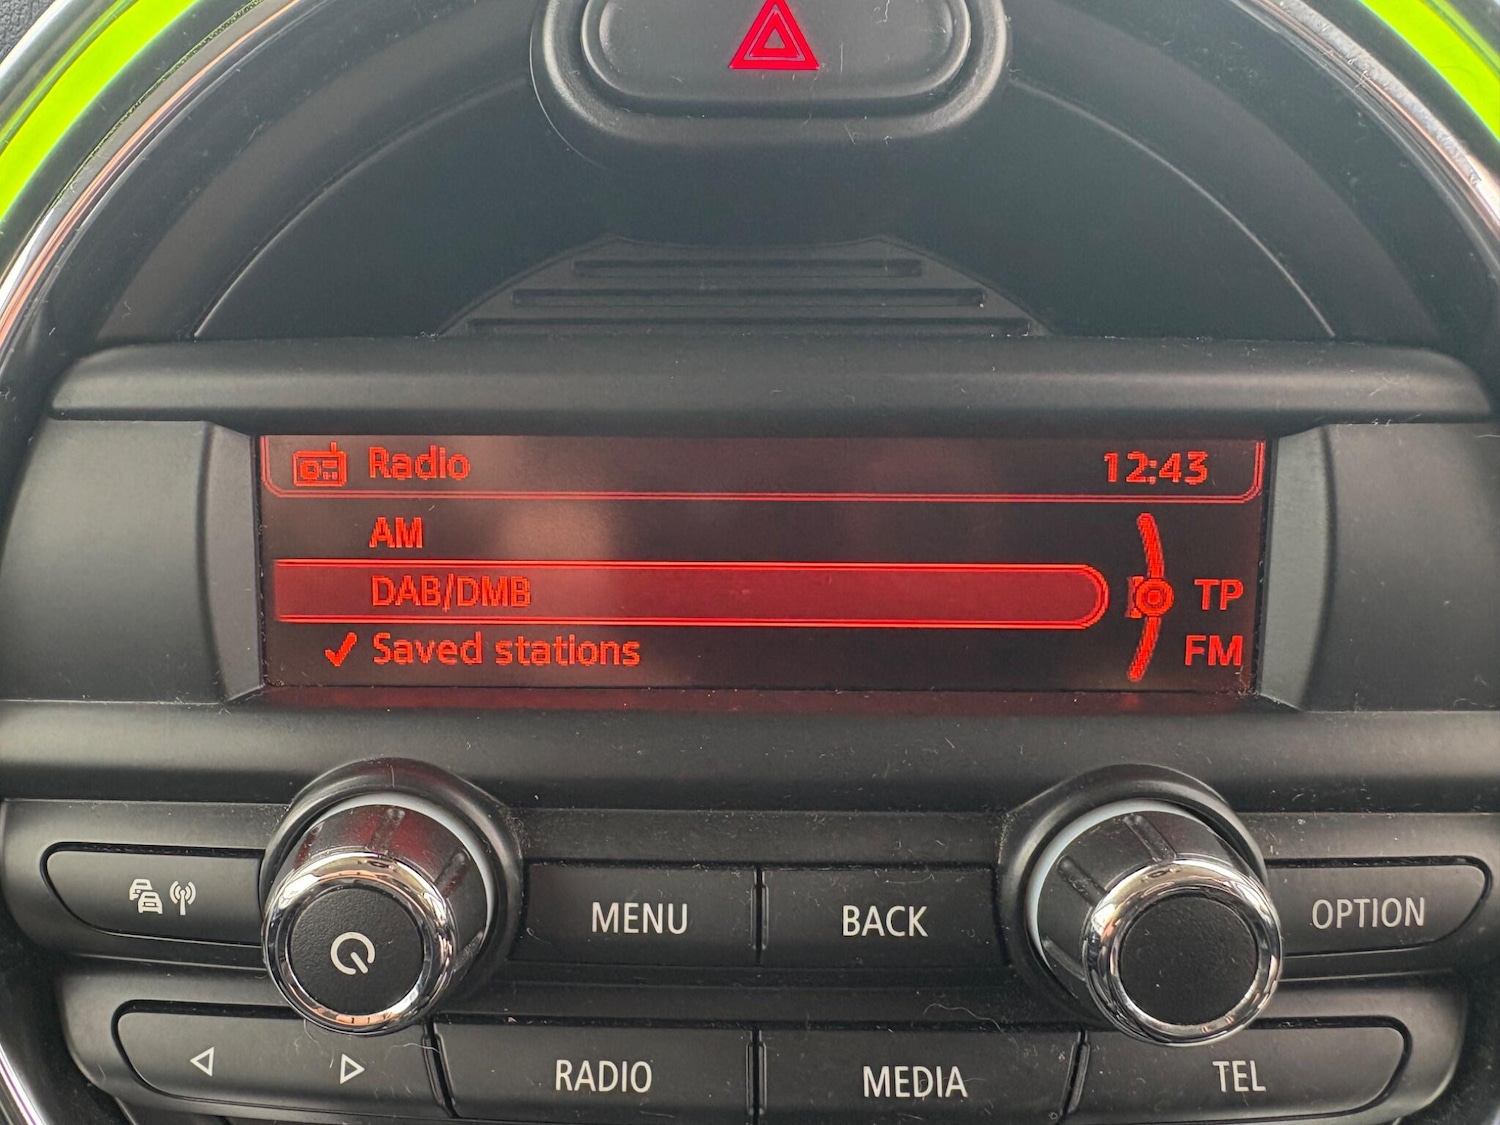 Radio 12:43
AM
DAB/DMB TP
✓ Saved stations FM
MENU BACK OPTION
RADIO MEDIA TEL